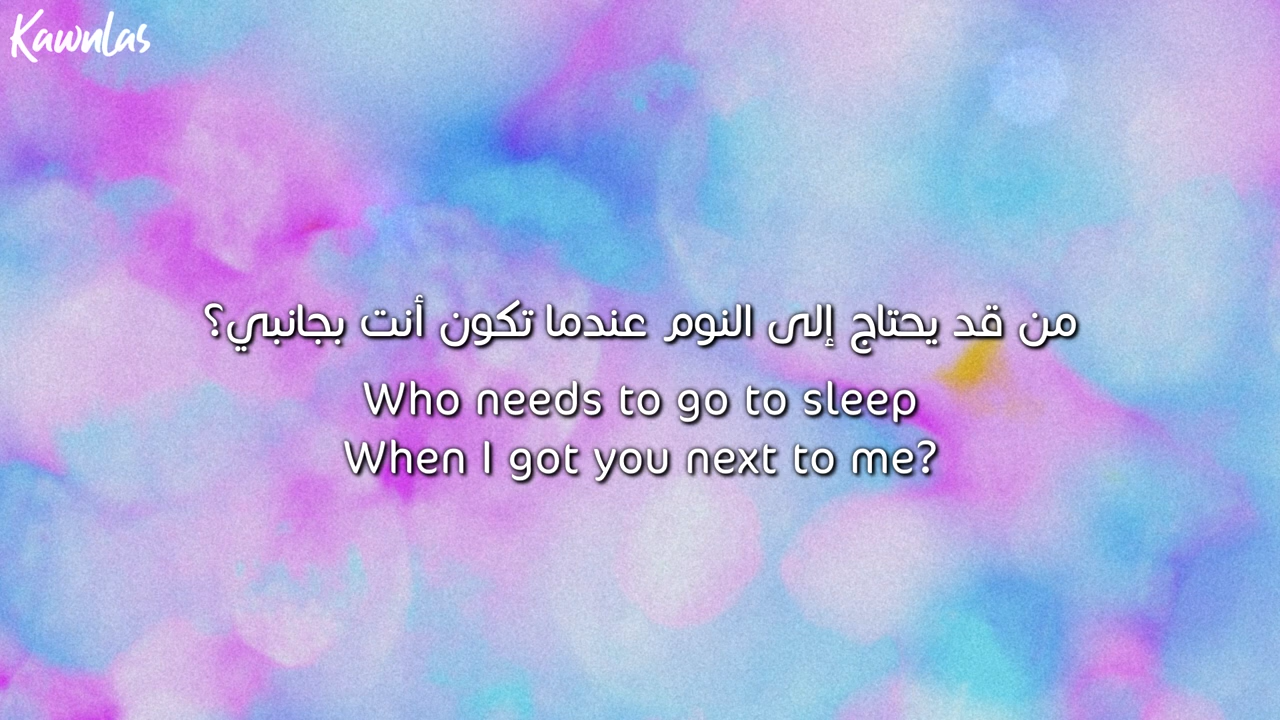 Kawnlas
من قد يحتاج إلى النوم عندما تكون أنت بجانبي؟
Who needs to go to sleep
When I got you next to me?